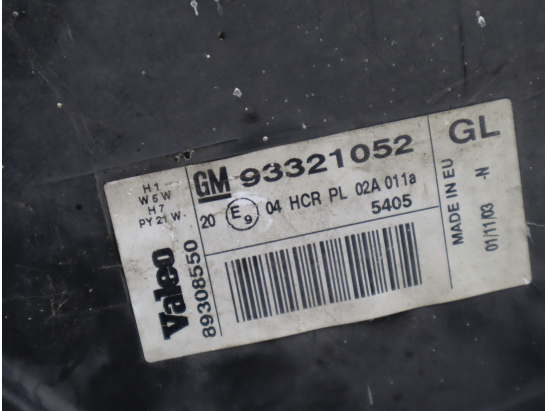 H1
W5W
H7
PY21W
Valeo
89308550
GM 93321052
20 E9 04 HCR PL 02A 011a
5405
GL
MADE IN EU
01/11/03 -N